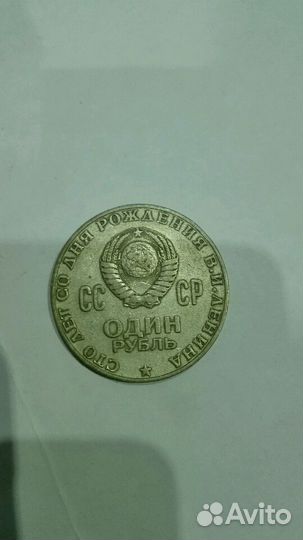 СТО ЛЕТ СО ДНЯ РОЖДЕНИЯ В.И.ЛЕНИНА
СС СР
ОДИН
РУБЛЬ
Avito